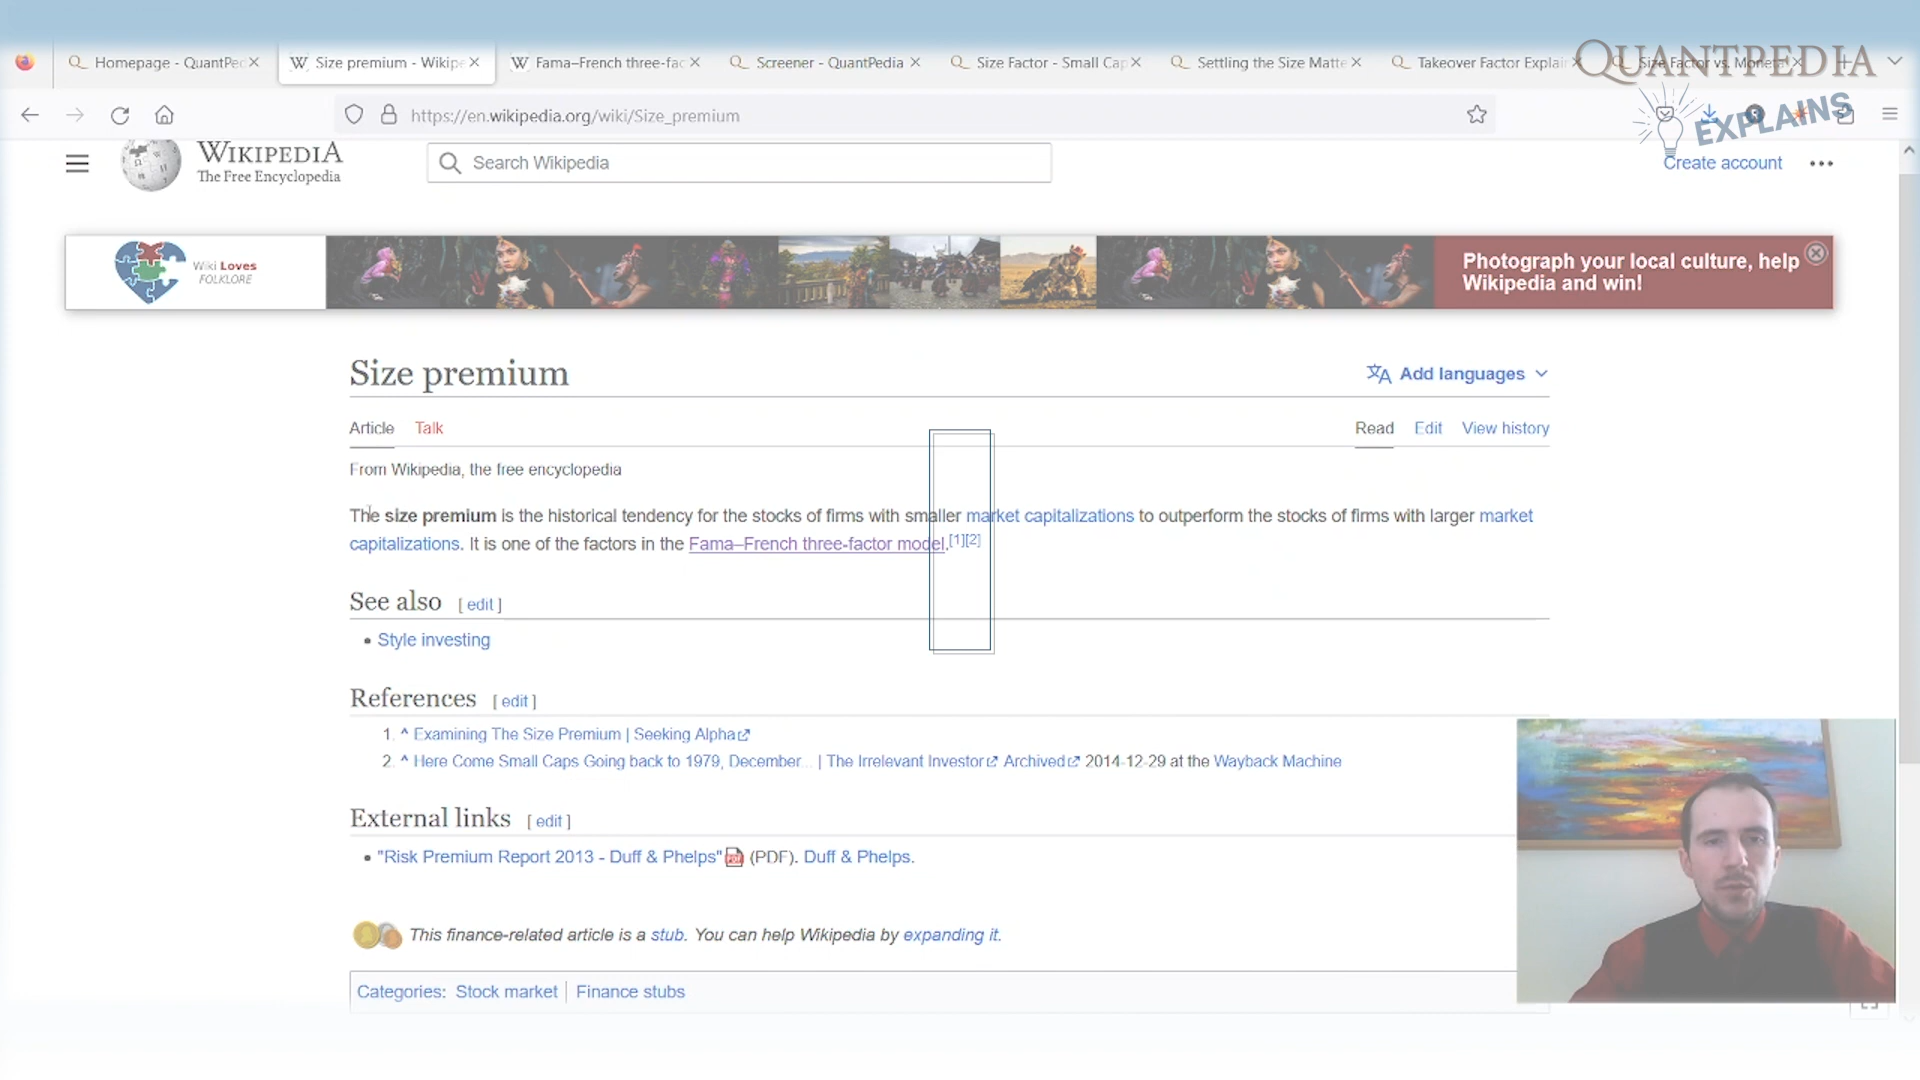 Homepage - QuantPed
Size premium - Wikipe
Fama–French three-fac
Screener - QuantPedia
Size Factor - Small Cap
Settling the Size Matte
Takeover Factor Explai
Size Factor vs. Moneta
QUANTPEDIA
EXPLAINS
https://en.wikipedia.org/wiki/Size_premium
WIKIPEDIA
The Free Encyclopedia
Search Wikipedia
Create account
Wiki Loves
FOLKLORE
Photograph your local culture, help
Wikipedia and win!
Size premium
Add languages
Article Talk
Read Edit View history
From Wikipedia, the free encyclopedia
The size premium is the historical tendency for the stocks of firms with smaller market capitalizations to outperform the stocks of firms with larger market
capitalizations. It is one of the factors in the Fama–French three-factor model.[1][2]
See also [ edit ]
• Style investing
References [ edit ]
1. ^ Examining The Size Premium | Seeking Alpha
2. ^ Here Come Small Caps Going back to 1979, December... | The Irrelevant Investor Archived 2014-12-29 at the Wayback Machine
External links [ edit ]
• "Risk Premium Report 2013 - Duff & Phelps" (PDF). Duff & Phelps.
This finance-related article is a stub. You can help Wikipedia by expanding it.
Categories: Stock market | Finance stubs